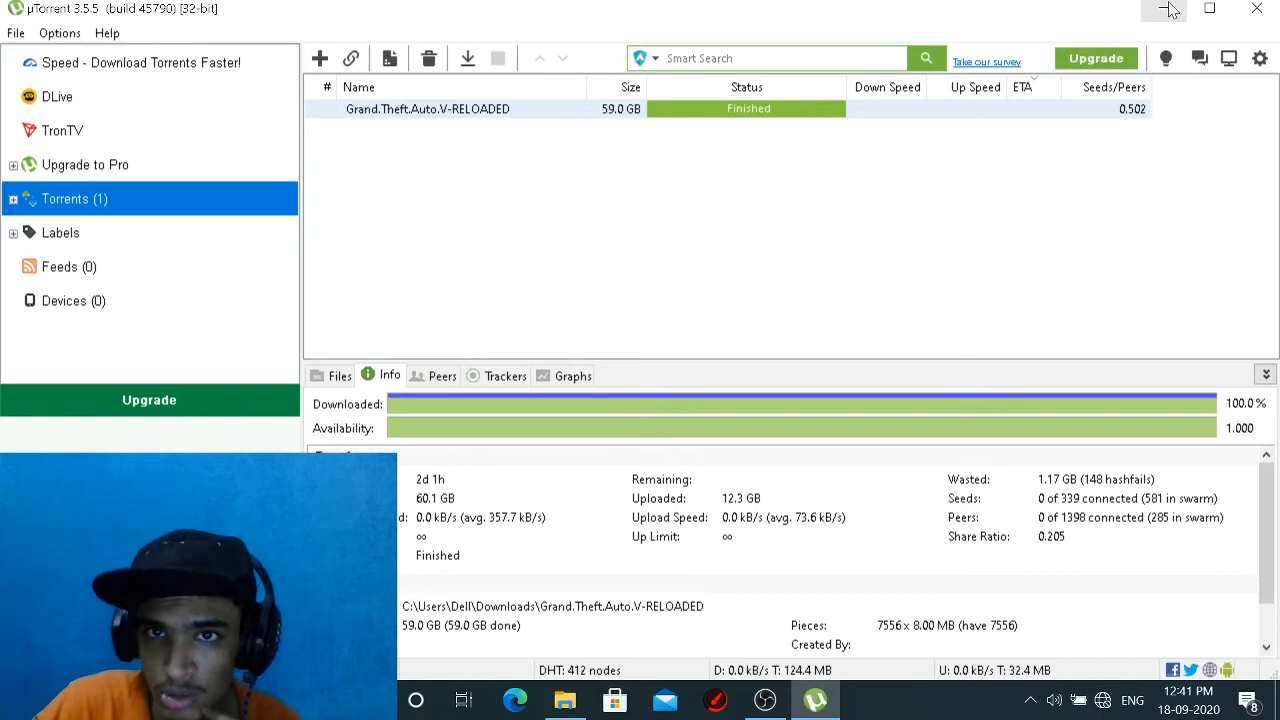 µTorrent 3.5.5 (build 45790) [32-bit]
File Options Help
Speed - Download Torrents Faster!
DLive
TronTV
Upgrade to Pro
Torrents (1)
Labels
Feeds (0)
Devices (0)
Upgrade
Smart Search
Take our survey
Upgrade
# Name Size Status Down Speed Up Speed ETA Seeds/Peers
Grand.Theft.Auto.V-RELOADED 59.0 GB Finished 0.502
Files Info Peers Trackers Graphs
Downloaded: 100.0 %
Availability: 1.000
2d 1h Remaining: Wasted: 1.17 GB (148 hashfails)
60.1 GB Uploaded: 12.3 GB Seeds: 0 of 339 connected (581 in swarm)
d: 0.0 kB/s (avg. 357.7 kB/s) Upload Speed: 0.0 kB/s (avg. 73.6 kB/s) Peers: 0 of 1398 connected (285 in swarm)
∞ Up Limit: ∞ Share Ratio: 0.205
Finished
C:\Users\Dell\Downloads\Grand.Theft.Auto.V-RELOADED
59.0 GB (59.0 GB done) Pieces: 7556 x 8.00 MB (have 7556)
Created By:
DHT: 412 nodes D: 0.0 kB/s T: 124.4 MB U: 0.0 kB/s T: 32.4 MB
ENG 12:41 PM
18-09-2020
8